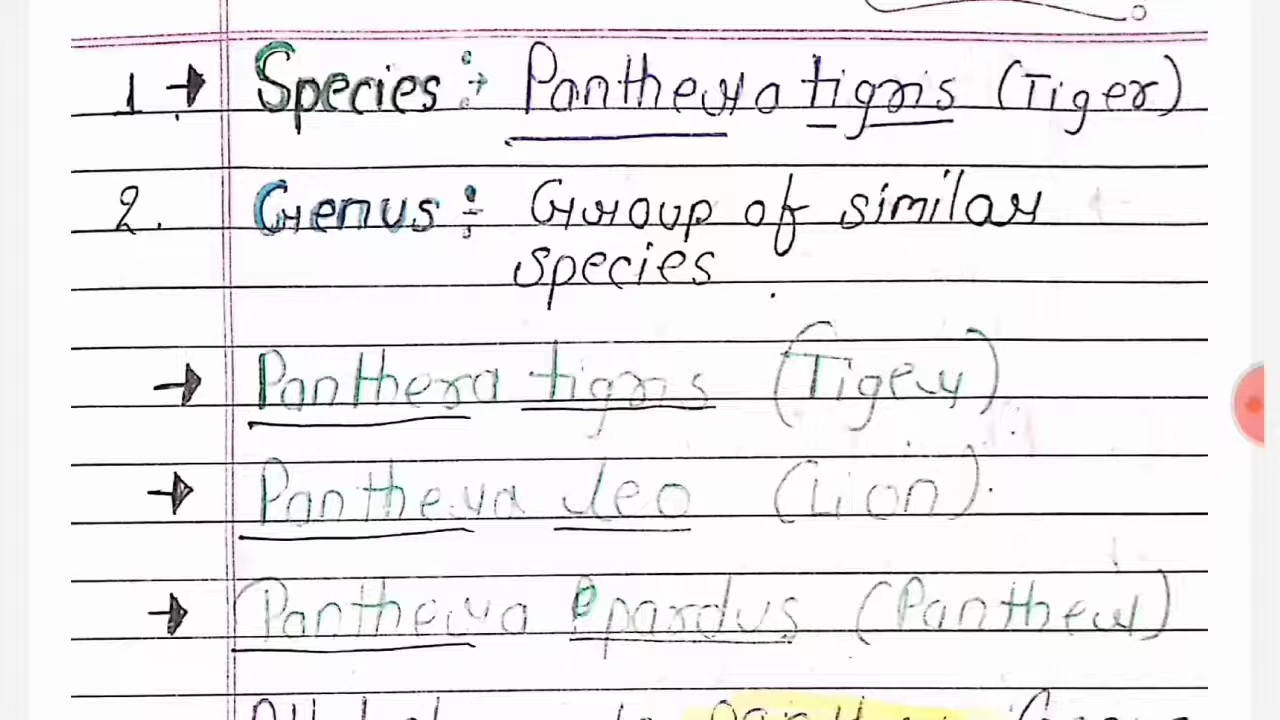 1 → Species :→ Panthera tigris (Tiger)
2. Genus :- Group of similar
species
→ Panthera tigris (Tiger)
→ Panthera leo (Lion).
→ Panthera pardus (Panther)